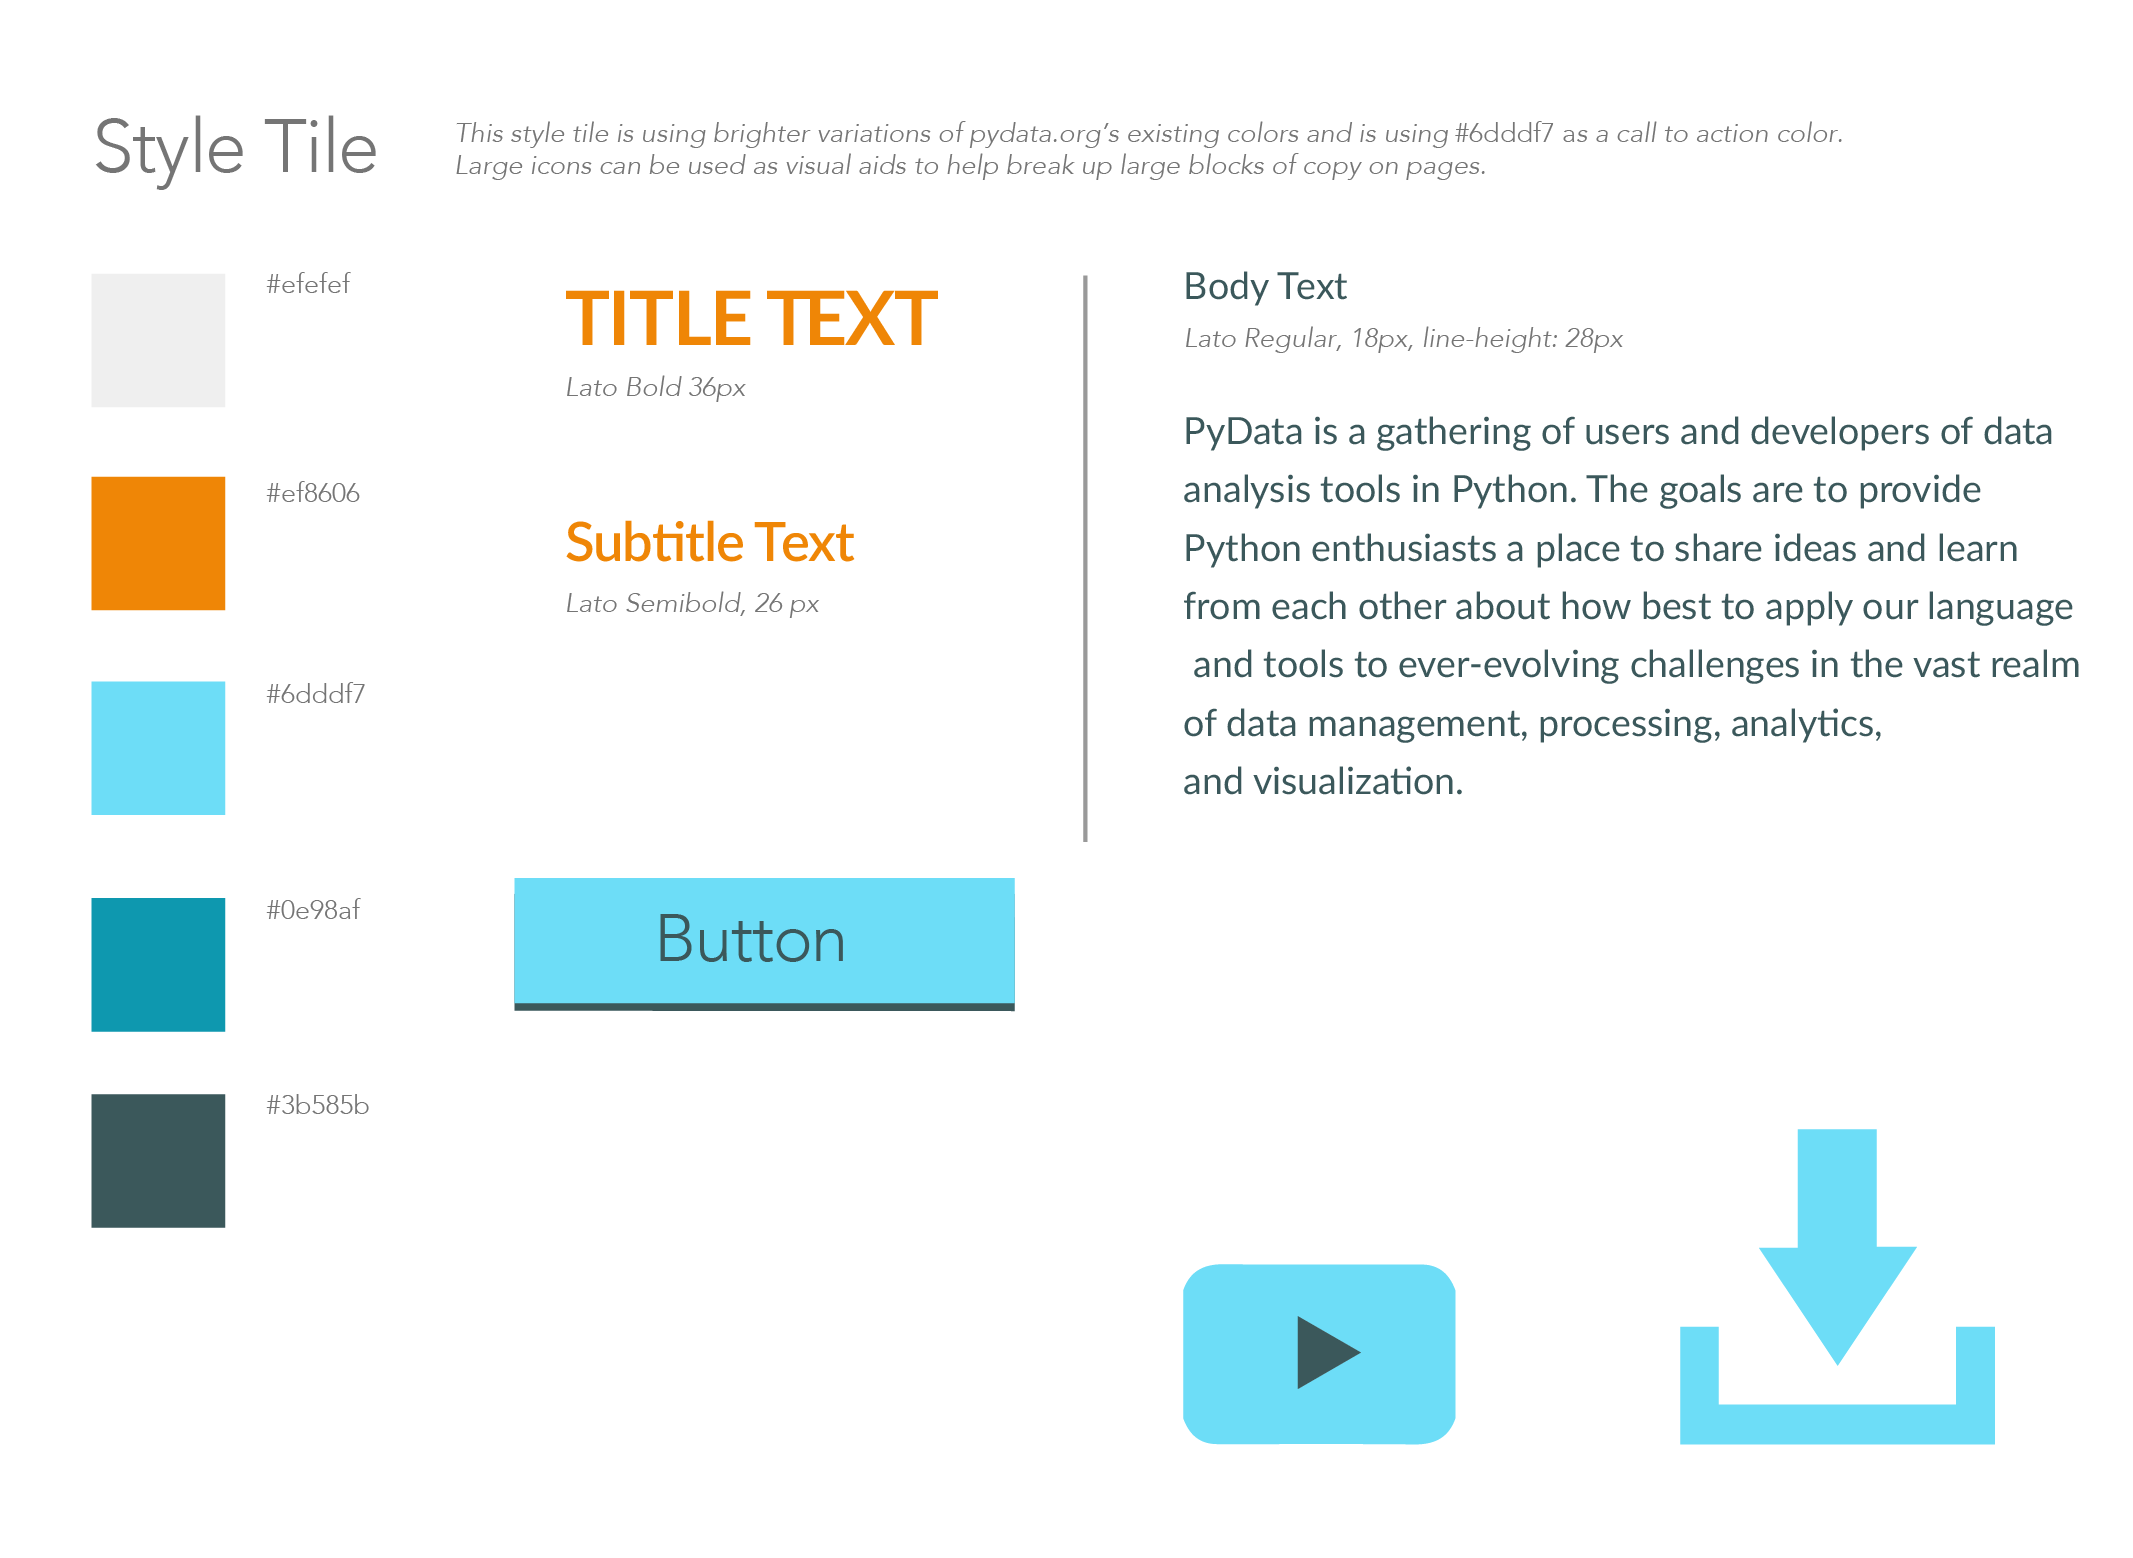 Style Tile
This style tile is using brighter variations of pydata.org’s existing colors and is using #6dddf7 as a call to action color.
Large icons can be used as visual aids to help break up large blocks of copy on pages.
#efefef
#ef8606
#6dddf7
#0e98af
#3b585b
TITLE TEXT
Lato Bold 36px
Subtitle Text
Lato Semibold, 26 px
Button
Body Text
Lato Regular, 18px, line-height: 28px
PyData is a gathering of users and developers of data
analysis tools in Python. The goals are to provide
Python enthusiasts a place to share ideas and learn
from each other about how best to apply our language
and tools to ever-evolving challenges in the vast realm
of data management, processing, analytics,
and visualization.